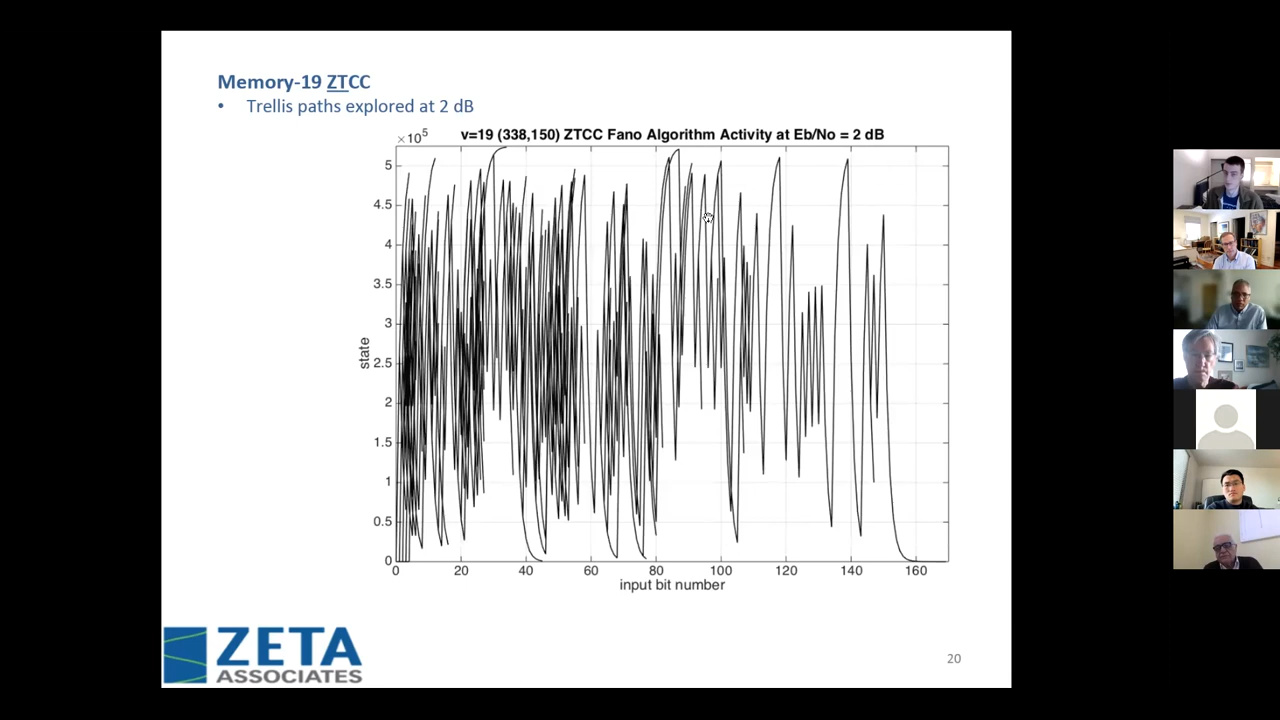 Memory-19 ZTCC
• Trellis paths explored at 2 dB
×10⁵
v=19 (338,150) ZTCC Fano Algorithm Activity at Eb/No = 2 dB
5
4.5
4
3.5
3
2.5
2
1.5
1
0.5
0
state
0 20 40 60 80 100 120 140 160
input bit number
ZETA
ASSOCIATES
20